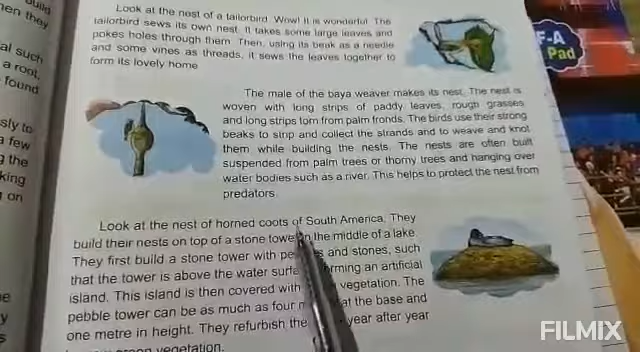 Look at the nest of a tailorbird. Wow! It is wonderful. The
tailorbird sews its own nest. It takes some large leaves and
pokes holes through them. Then, using its beak as a needle
and some vines as threads, it sews the leaves together to
form its lovely home
The male of the baya weaver makes its nest. The nest is
woven with long strips of paddy leaves, rough grasses
and long strips torn from palm fronds. The birds use their strong
beaks to strip and collect the strands and to weave and knot
them while building the nests. The nests are often built
suspended from palm trees or thorny trees and hanging over
water bodies such as a river. This helps to protect the nest from
predators.
Look at the nest of horned coots of South America. They
build their nests on top of a stone tower in the middle of a lake.
They first build a stone tower with and stones, such
that the tower is above the water an artificial
island. This island is then covered with vegetation. The
pebble tower can be as much as four at the base and
one metre in height. They refurbish the year after year
vegetation.
al such
a root,
found
sly to
a few
g the
king
on
hen they
F-A
Pad
FILMIX